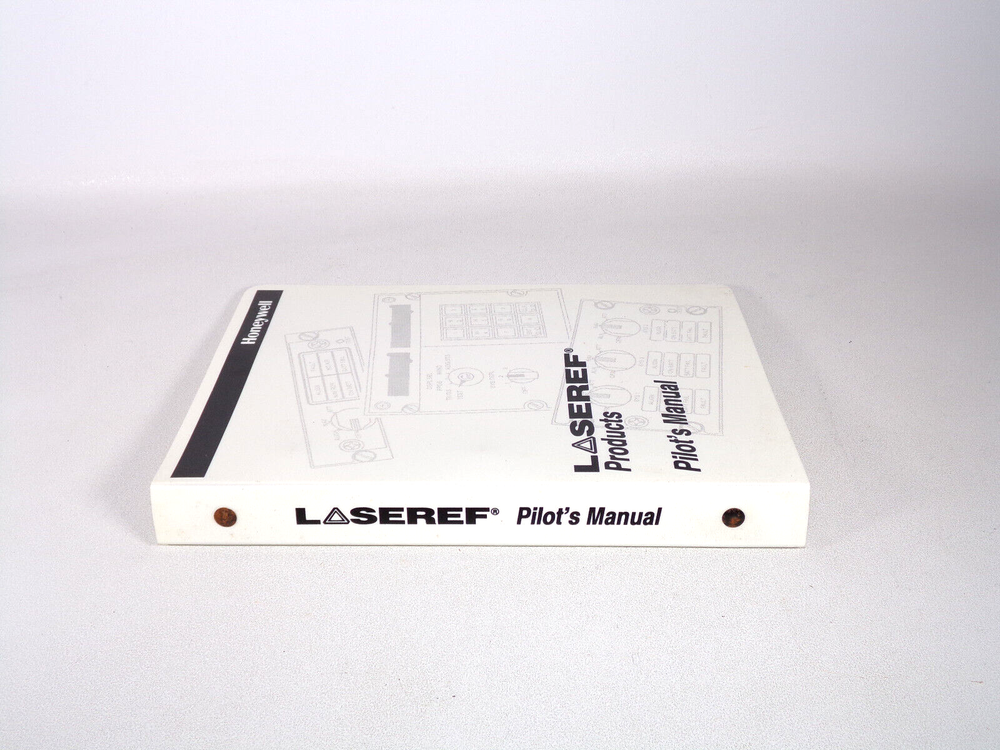 Honeywell
LASEREF®
Products
Pilot's Manual
LASEREF® Pilot's Manual